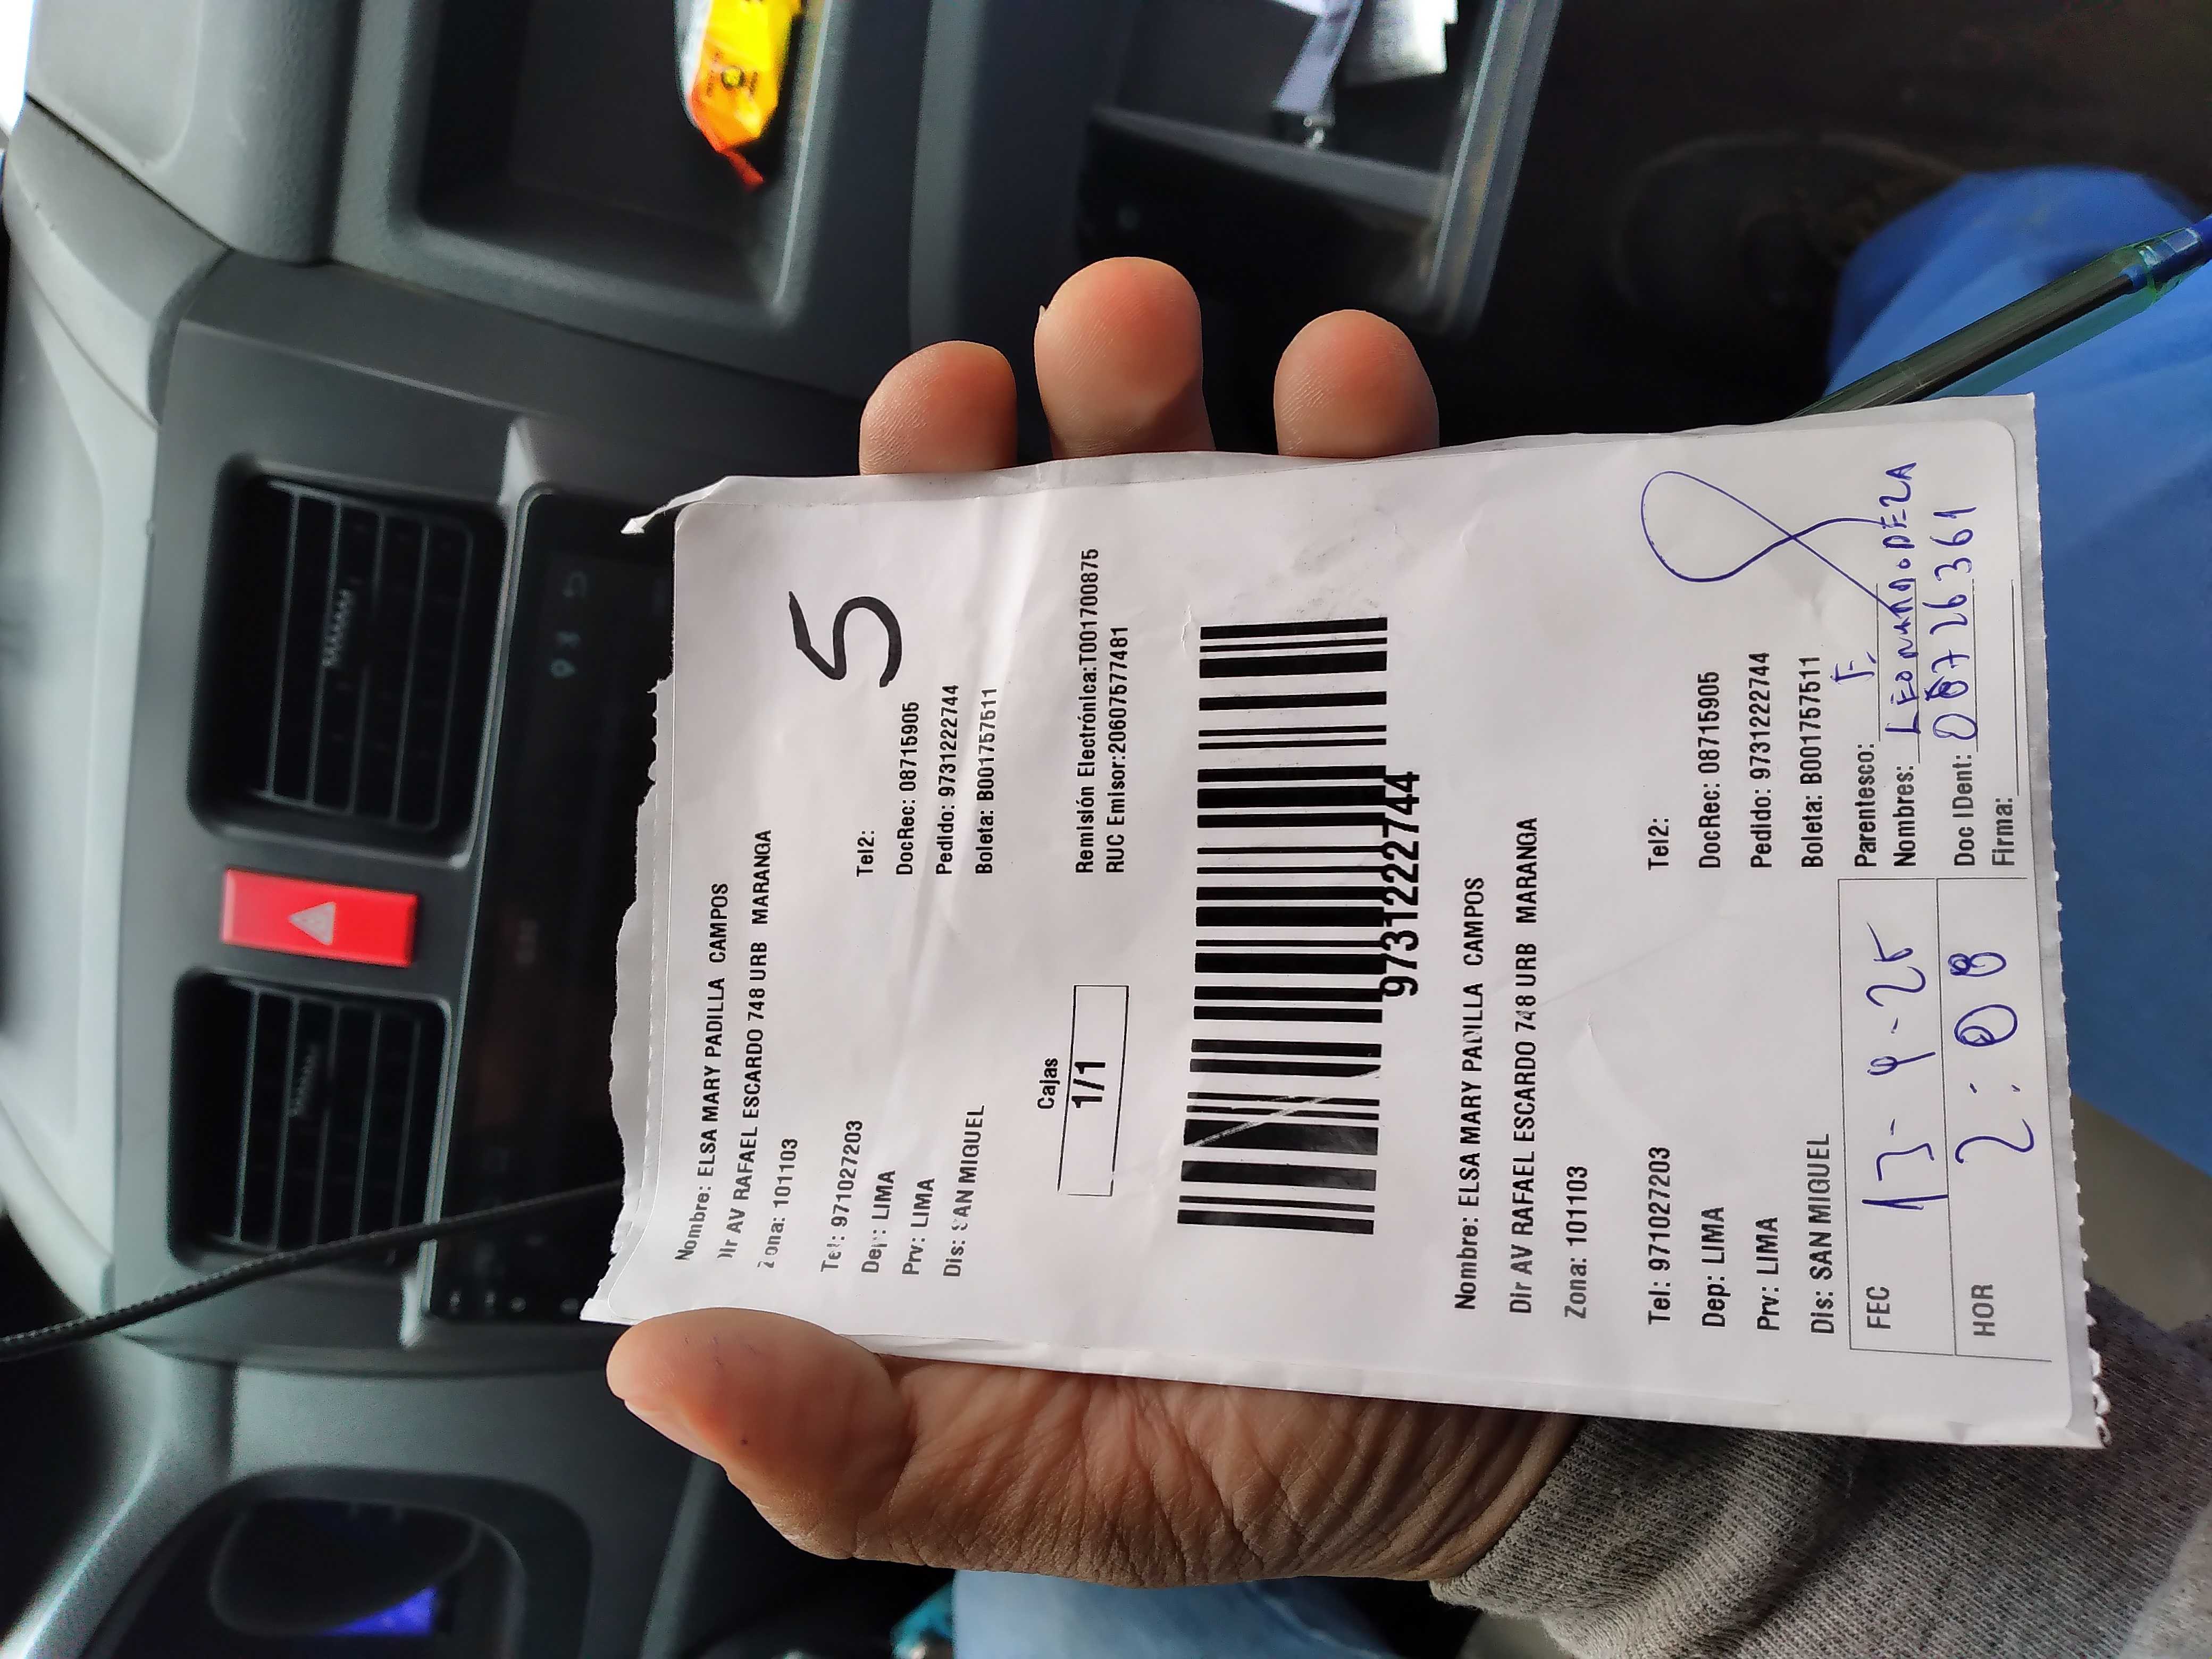 Nombre: ELSA MARY PADILLA CAMPOS
Dir AV RAFAEL ESCARDO 748 URB MARANGA
Zona: 101103
5
Tel: 971027203 Tel2:
Dep: LIMA DocRec: 08715905
Prv: LIMA Pedido: 9731222744
Dis: SAN MIGUEL Boleta: B001757511
Cajas
1/1
Remisión Electrónica:T001700875
RUC Emisor:20607577481
9731222744
Nombre: ELSA MARY PADILLA CAMPOS
Dir AV RAFAEL ESCARDO 748 URB MARANGA
Zona: 101103
Tel: 971027203 Tel2:
Dep: LIMA DocRec: 08715905
Prv: LIMA Pedido: 9731222744
Dis: SAN MIGUEL Boleta: B001757511
FEC Parentesco:
Nombres:
HOR 2:08 Doc IDent: 08726361
Firma: